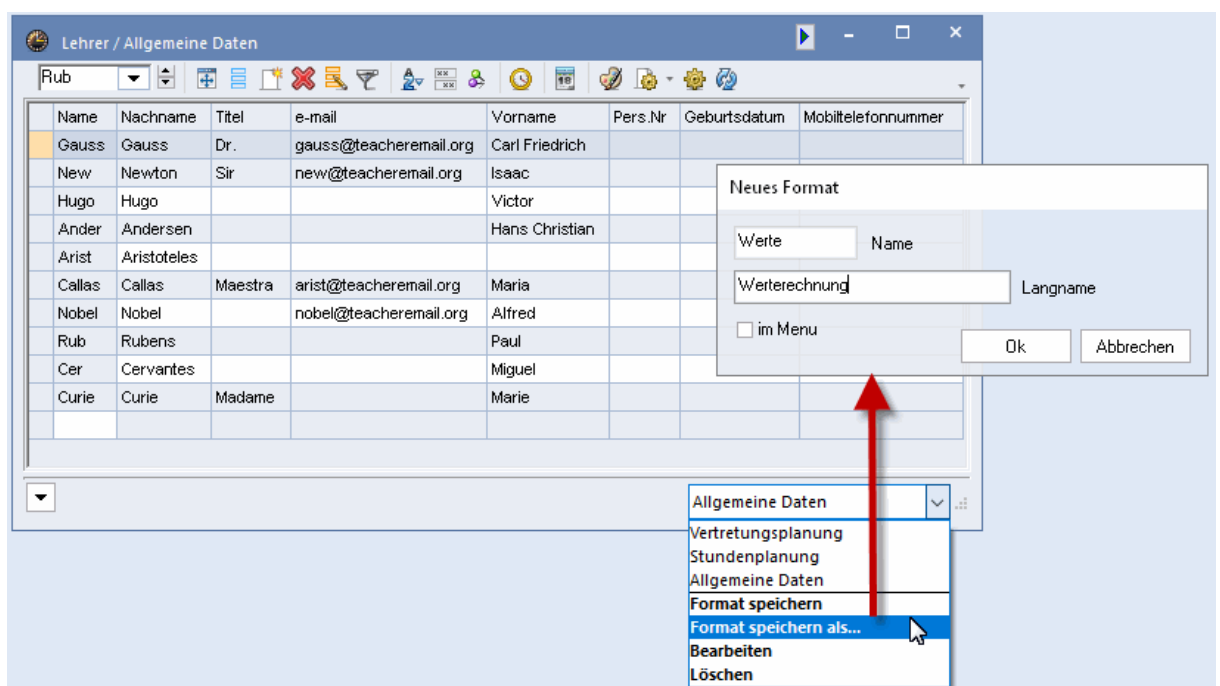 Lehrer / Allgemeine Daten
Rub
Name Nachname Titel e-mail Vorname Pers.Nr Geburtsdatum Mobiltelefonnummer
Gauss Gauss Dr. gauss@teacheremail.org Carl Friedrich
New Newton Sir new@teacheremail.org Isaac
Hugo Hugo Victor
Ander Andersen Hans Christian
Arist Aristoteles
Callas Callas Maestra arist@teacheremail.org Maria
Nobel Nobel nobel@teacheremail.org Alfred
Rub Rubens Paul
Cer Cervantes Miguel
Curie Curie Madame Marie
Neues Format
Werte Name
Werterechnung Langname
im Menu
Ok Abbrechen
Allgemeine Daten
Vertretungsplanung
Stundenplanung
Allgemeine Daten
Format speichern
Format speichern als...
Bearbeiten
Löschen